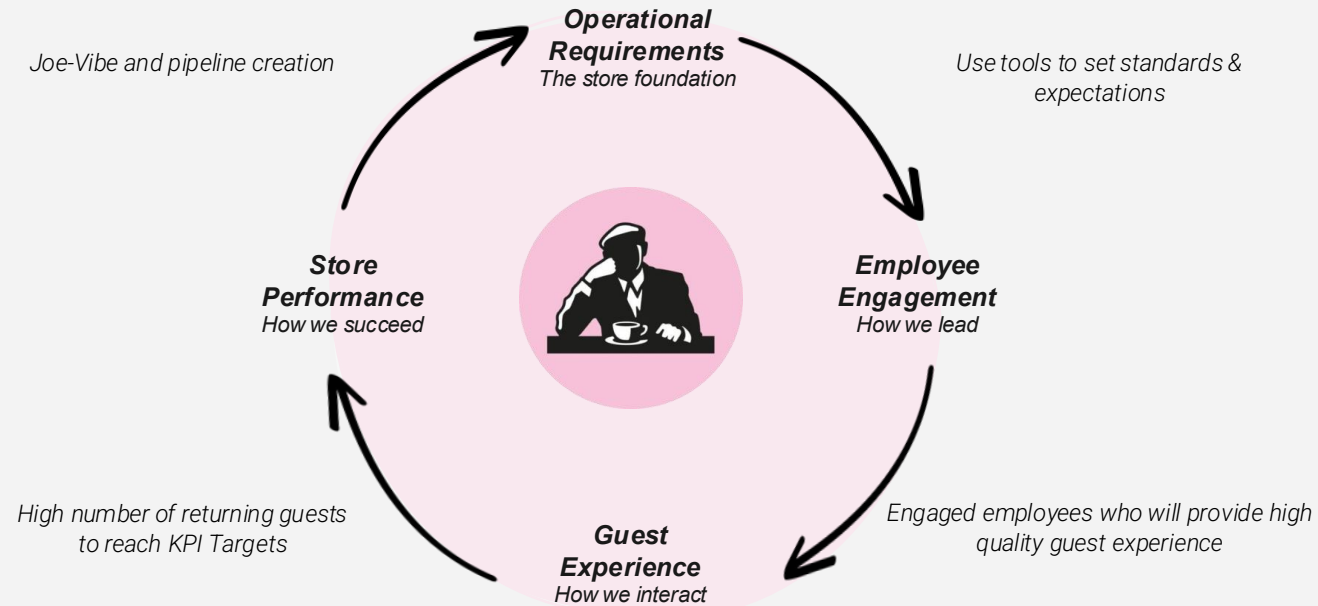 Operational
Requirements
The store foundation
Joe-Vibe and pipeline creation
Use tools to set standards &
expectations
Store
Performance
How we succeed
Employee
Engagement
How we lead
High number of returning guests
to reach KPI Targets
Engaged employees who will provide high
quality guest experience
Guest
Experience
How we interact